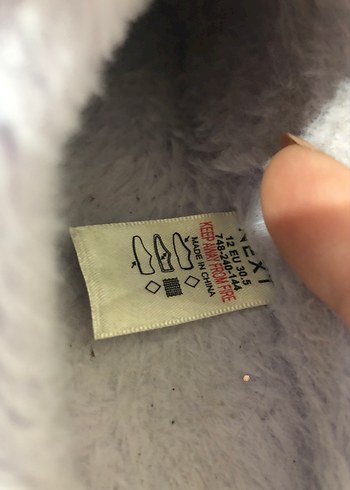 NEXT
12 EU 30.5
748-240-144
KEEP AWAY FROM FIRE
MADE IN CHINA